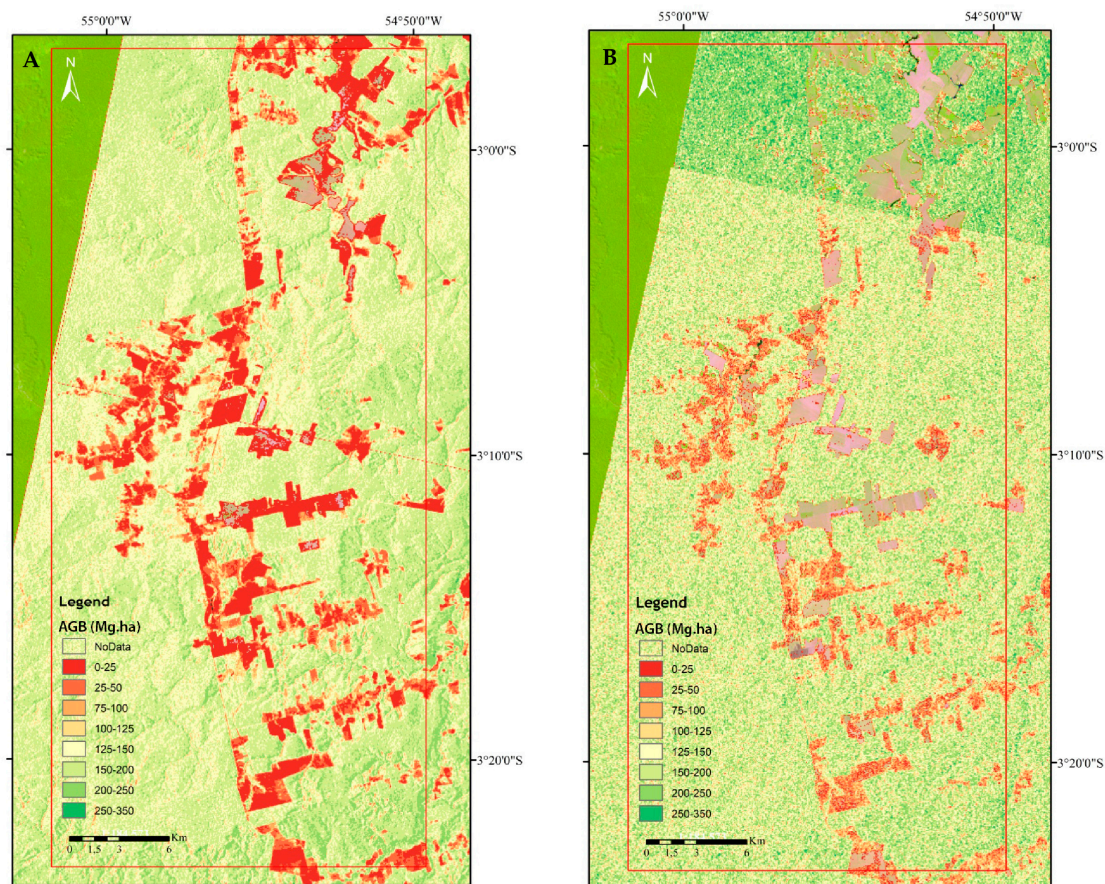 55°00'0"W
54°50'0"W
A
N
3°0'0"S
3°10'0"S
3°20'0"S
Legend
AGB (Mg.ha)
NoData
0-25
25-50
75-100
100-125
125-150
150-200
200-250
250-350
Km
0 1.5 3 6
55°00'0"W
54°50'0"W
B
N
3°0'0"S
3°10'0"S
3°20'0"S
Legend
AGB (Mg.ha)
NoData
0-25
25-50
75-100
100-125
125-150
150-200
200-250
250-350
Km
0 1.5 3 6